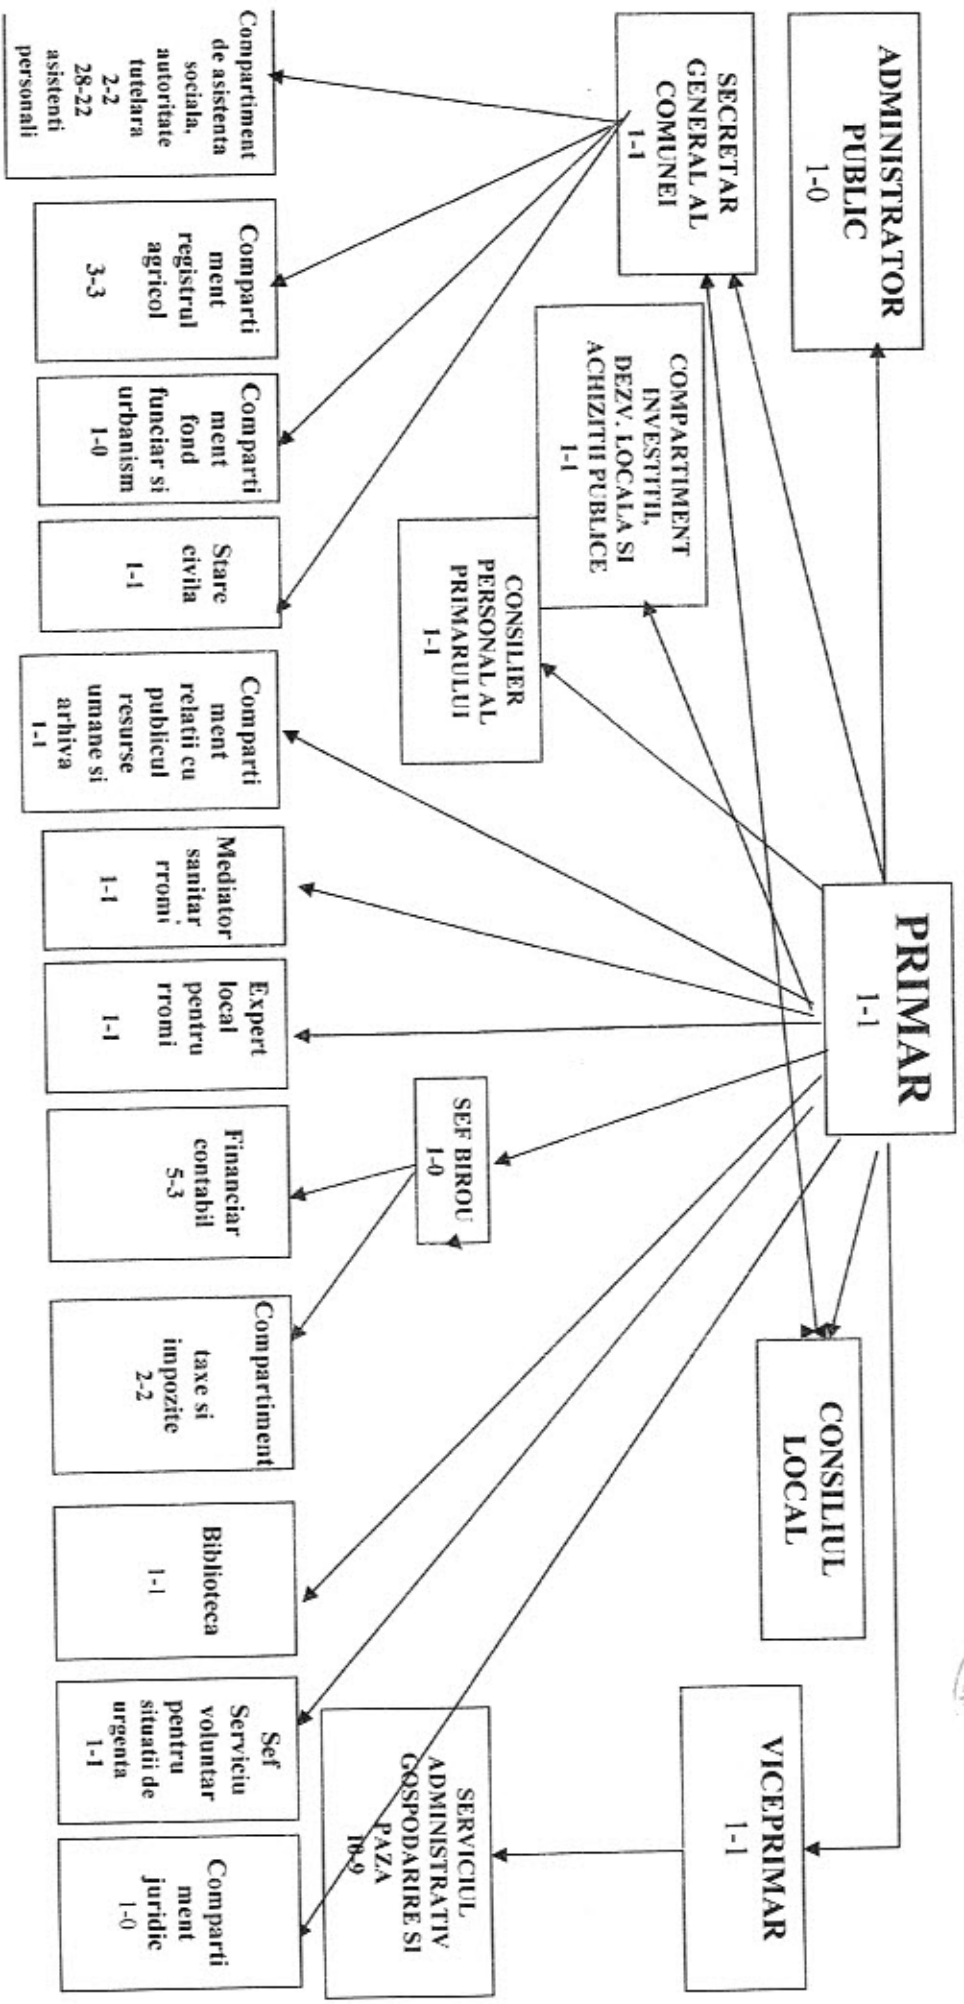 PRIMAR
1-1
ADMINISTRATOR
PUBLIC
1-0
CONSILIUL
LOCAL
VICEPRIMAR
1-1
SECRETAR
GENERAL AL
COMUNEI
1-1
COMPARTIMENT
INVESTITII,
DEZV. LOCALA SI
ACHIZITII PUBLICE
1-1
CONSILIER
PERSONAL AL
PRIMARULUI
1-1
SEF BIROU
1-0
SERVICIUL
ADMINISTRATIV
GOSPODARIRE SI
PAZA
10-9
Compartiment
de asistenta
sociala,
autoritate
tutelara
2-2
28-22
asistenti
personali
Comparti
ment
registrul
agricol
3-3
Comparti
ment
fond
funciar si
urbanism
1-0
Stare
civila
1-1
Comparti
ment
relatii cu
publicul
resurse
umane si
arhiva
1-1
Mediator
sanitar
rromi
1-1
Expert
local
pentru
rromi
1-1
Financiar
contabil
5-3
Compartiment
taxe si
impozite
2-2
Biblioteca
1-1
Sef
Serviciu
voluntar
pentru
situatii de
urgenta
1-1
Comparti
ment
juridic
1-0